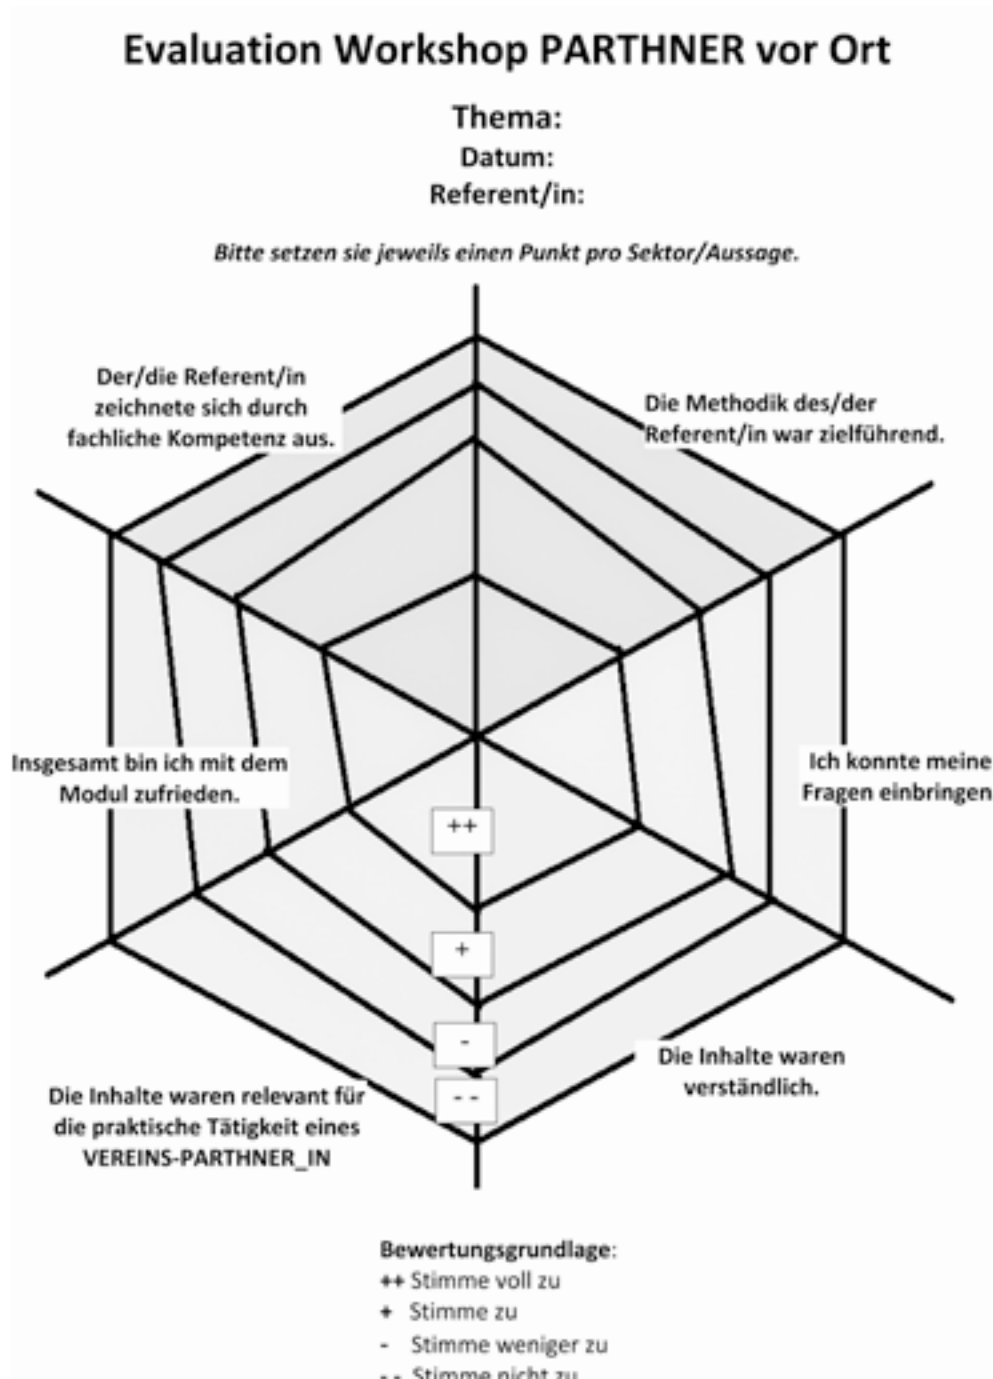 Evaluation Workshop PARTHNER vor Ort
Thema:
Datum:
Referent/in:
Bitte setzen sie jeweils einen Punkt pro Sektor/Aussage.
Der/die Referent/in
zeichnete sich durch
fachliche Kompetenz aus.
Die Methodik des/der
Referent/in war zielführend.
Insgesamt bin ich mit dem
Modul zufrieden.
Ich konnte meine
Fragen einbringen
++
+
-
- -
Die Inhalte waren
verständlich.
Die Inhalte waren relevant für
die praktische Tätigkeit eines
VEREINS-PARTHNER_IN
Bewertungsgrundlage:
++ Stimme voll zu
+ Stimme zu
- Stimme weniger zu
- - Stimme nicht zu